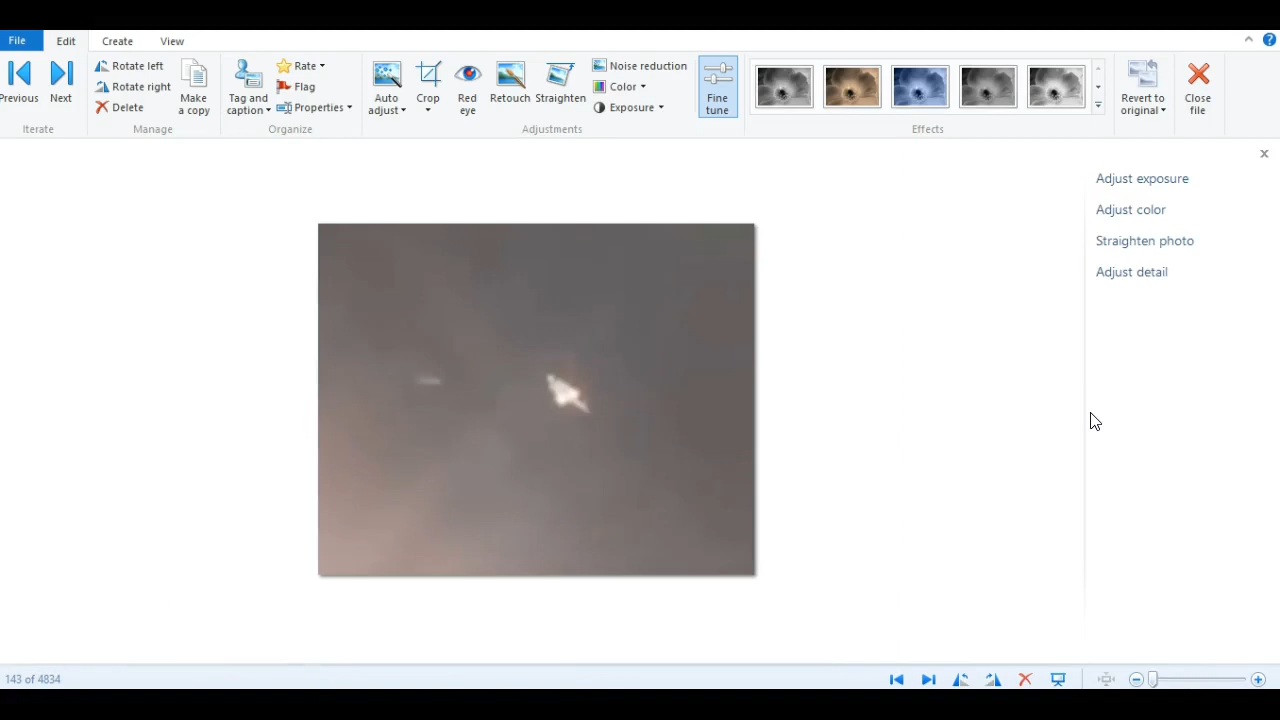 File Edit Create View
Previous Next
Iterate
Rotate left
Rotate right
Delete
Make a copy
Manage
Tag and caption
Rate
Flag
Properties
Organize
Auto adjust
Crop
Red eye
Retouch
Straighten
Noise reduction
Color
Exposure
Adjustments
Fine tune
Effects
Revert to original
Close file
Adjust exposure
Adjust color
Straighten photo
Adjust detail
143 of 4834